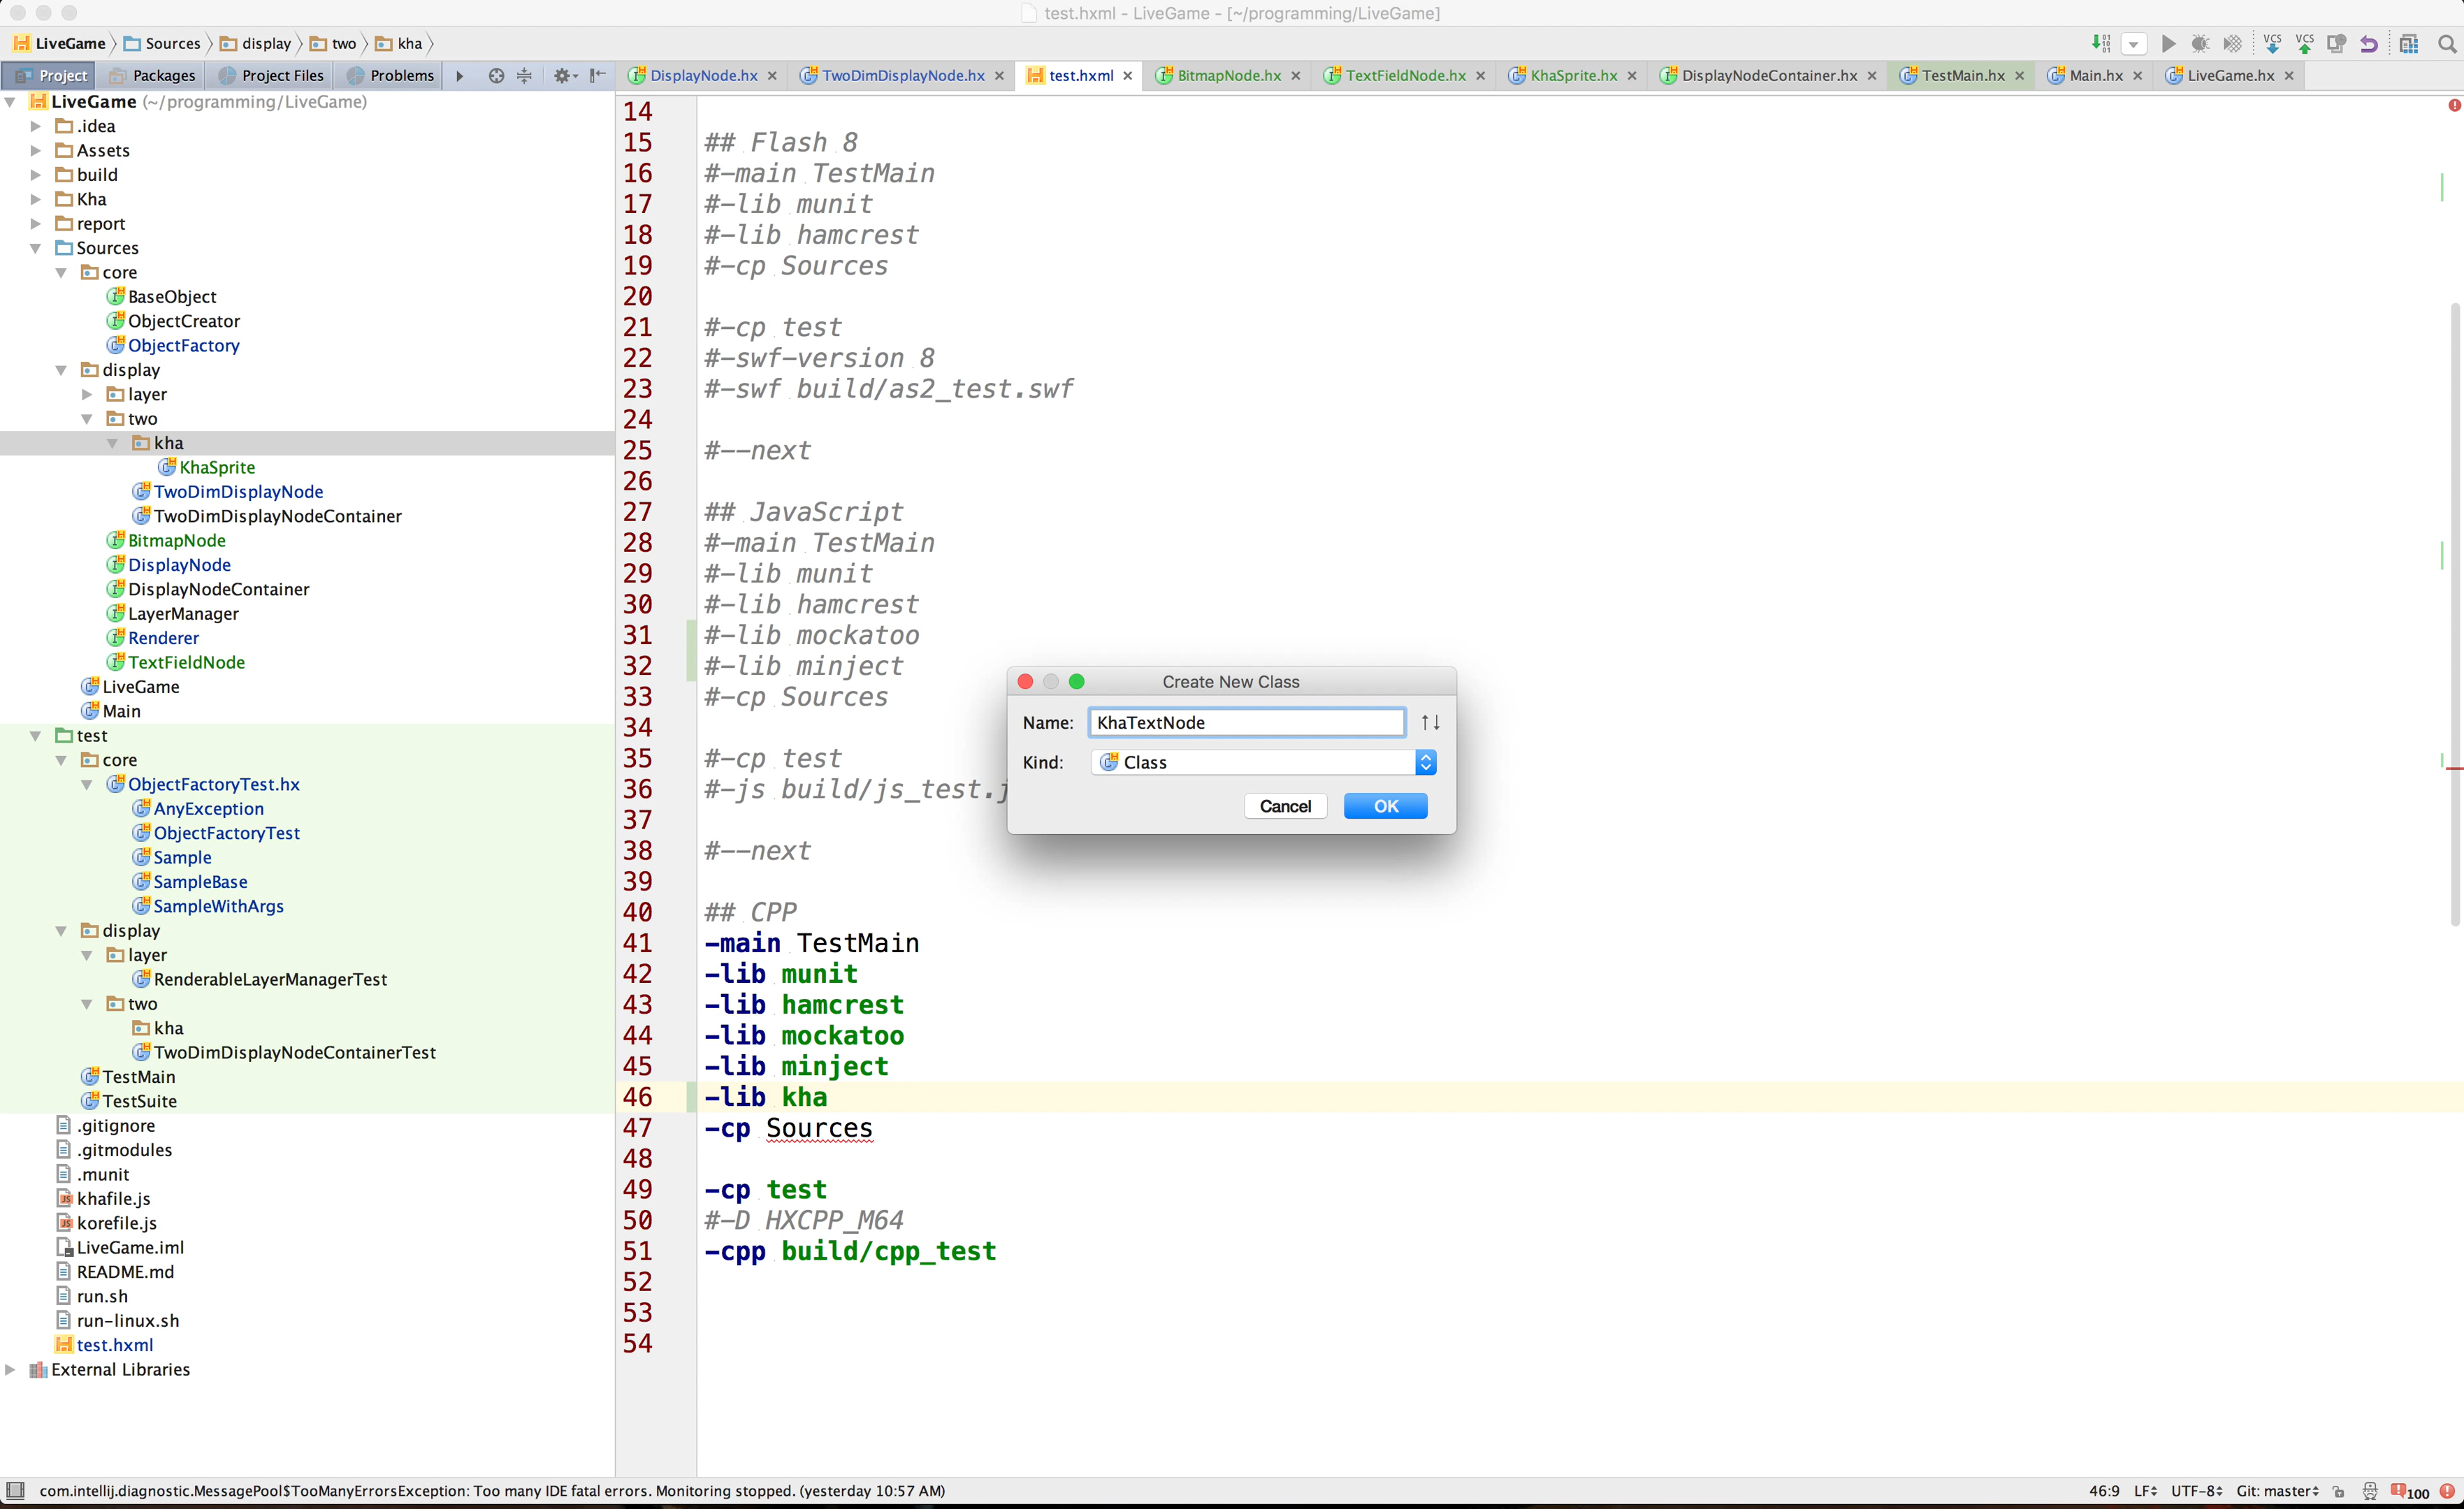 test.hxml - LiveGame - [~/programming/LiveGame]
LiveGame Sources display two kha
Project Packages Project Files Problems
DisplayNode.hx TwoDimDisplayNode.hx test.hxml BitmapNode.hx TextFieldNode.hx KhaSprite.hx DisplayNodeContainer.hx TestMain.hx Main.hx LiveGame.hx
LiveGame (~/programming/LiveGame)
.idea
Assets
build
Kha
report
Sources
core
BaseObject
ObjectCreator
ObjectFactory
display
layer
two
kha
KhaSprite
TwoDimDisplayNode
TwoDimDisplayNodeContainer
BitmapNode
DisplayNode
DisplayNodeContainer
LayerManager
Renderer
TextFieldNode
LiveGame
Main
test
core
ObjectFactoryTest.hx
AnyException
ObjectFactoryTest
Sample
SampleBase
SampleWithArgs
display
layer
RenderableLayerManagerTest
two
kha
TwoDimDisplayNodeContainerTest
TestMain
TestSuite
.gitignore
.gitmodules
.munit
khafile.js
korefile.js
LiveGame.iml
README.md
run.sh
run-linux.sh
test.hxml
External Libraries
14
15 ## Flash 8
16 #-main TestMain
17 #-lib munit
18 #-lib hamcrest
19 #-cp Sources
20
21 #-cp test
22 #-swf-version 8
23 #-swf build/as2_test.swf
24
25 #--next
26
27 ## JavaScript
28 #-main TestMain
29 #-lib munit
30 #-lib hamcrest
31 #-lib mockatoo
32 #-lib minject
33 #-cp Sources
34
35 #-cp test
36 #-js build/js_test.j
37
38 #--next
39
40 ## CPP
41 -main TestMain
42 -lib munit
43 -lib hamcrest
44 -lib mockatoo
45 -lib minject
46 -lib kha
47 -cp Sources
48
49 -cp test
50 #-D HXCPP_M64
51 -cpp build/cpp_test
52
53
54
Create New Class
Name: KhaTextNode
Kind: Class
Cancel OK
com.intellij.diagnostic.MessagePool$TooManyErrorsException: Too many IDE fatal errors. Monitoring stopped. (yesterday 10:57 AM)
46:9 LF UTF-8 Git: master 100